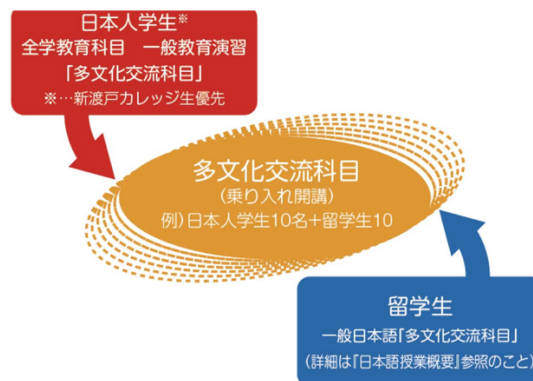 日本人学生※
全学教育科目　一般教育演習
「多文化交流科目」
※…新渡戸カレッジ生優先
多文化交流科目
(乗り入れ開講)
例)日本人学生10名+留学生10
留学生
一般日本語「多文化交流科目」
(詳細は「日本語授業概要」参照のこと)